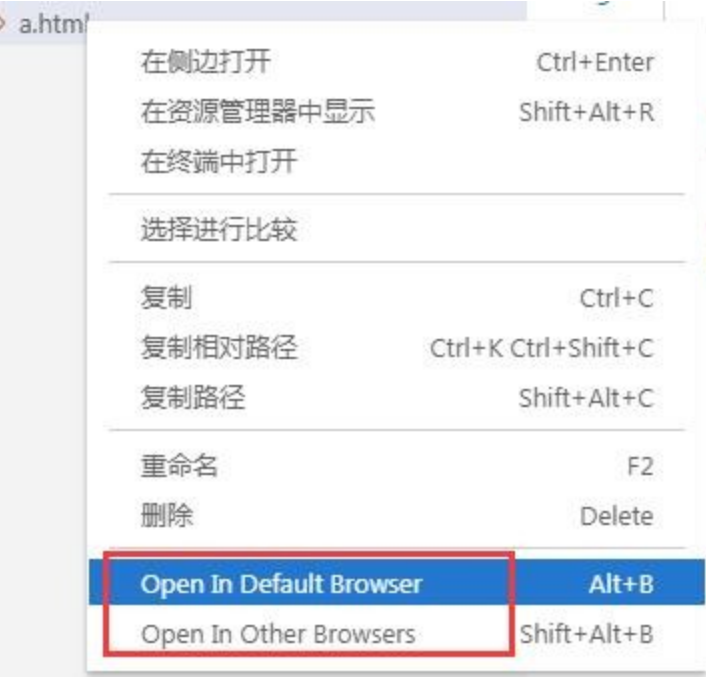 a.html
在侧边打开 Ctrl+Enter
在资源管理器中显示 Shift+Alt+R
在终端中打开
选择进行比较
复制 Ctrl+C
复制相对路径 Ctrl+K Ctrl+Shift+C
复制路径 Shift+Alt+C
重命名 F2
删除 Delete
Open In Default Browser Alt+B
Open In Other Browsers Shift+Alt+B